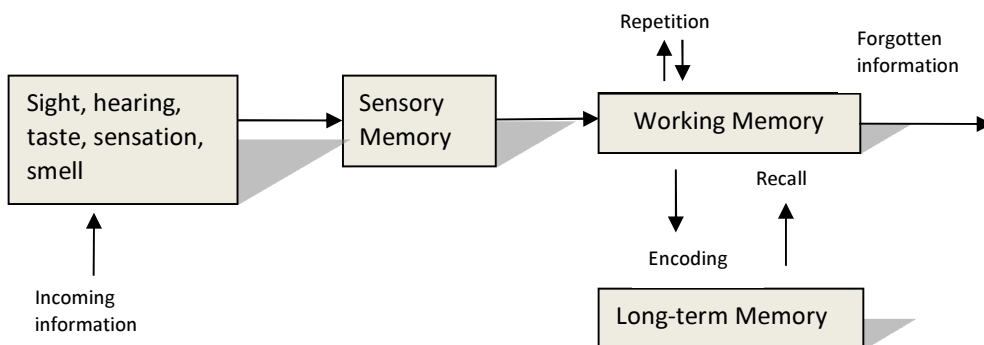 Repetition
Forgotten
information
Sight, hearing,
taste, sensation,
smell
Sensory
Memory
Working Memory
Recall
Encoding
Incoming
information
Long-term Memory